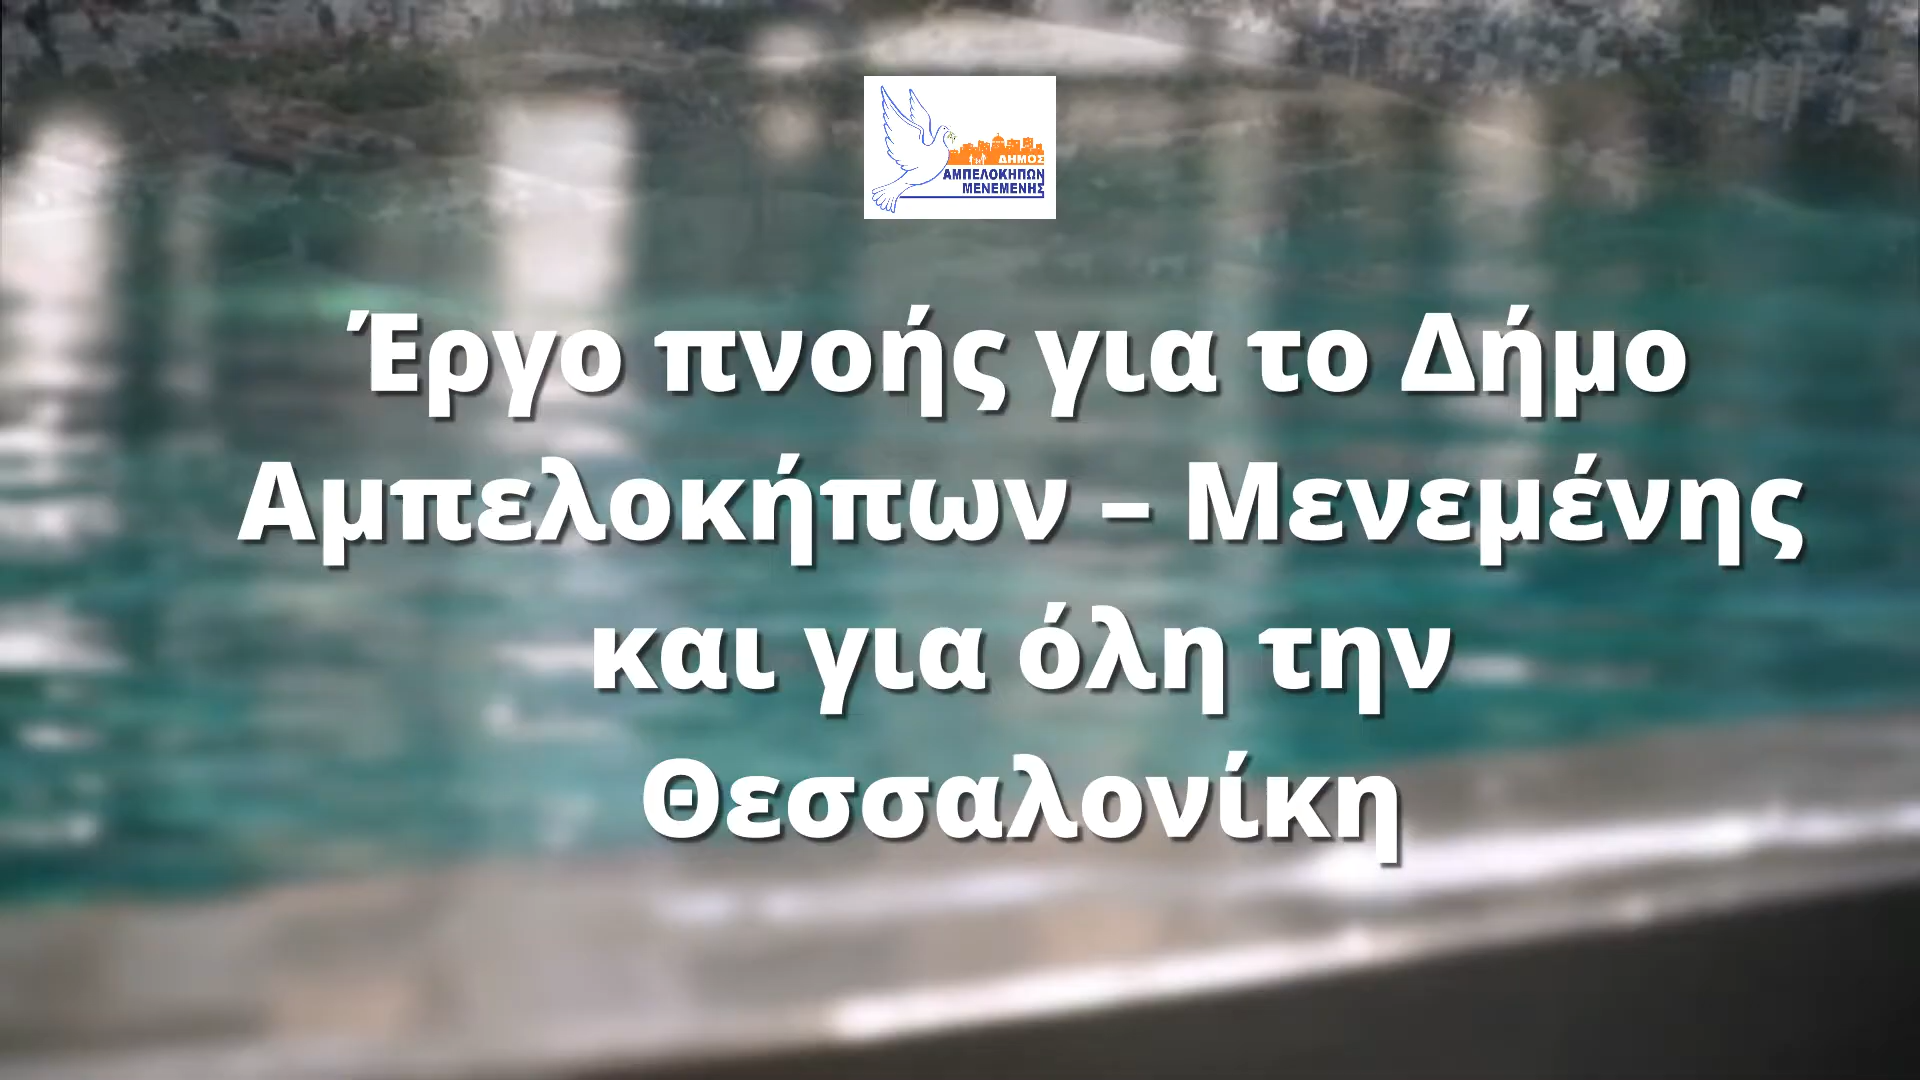 ΔΗΜΟΣ
ΑΜΠΕΛΟΚΗΠΩΝ
ΜΕΝΕΜΕΝΗΣ
Έργο πνοής για το Δήμο
Αμπελοκήπων – Μενεμένης
και για όλη την
Θεσσαλονίκη